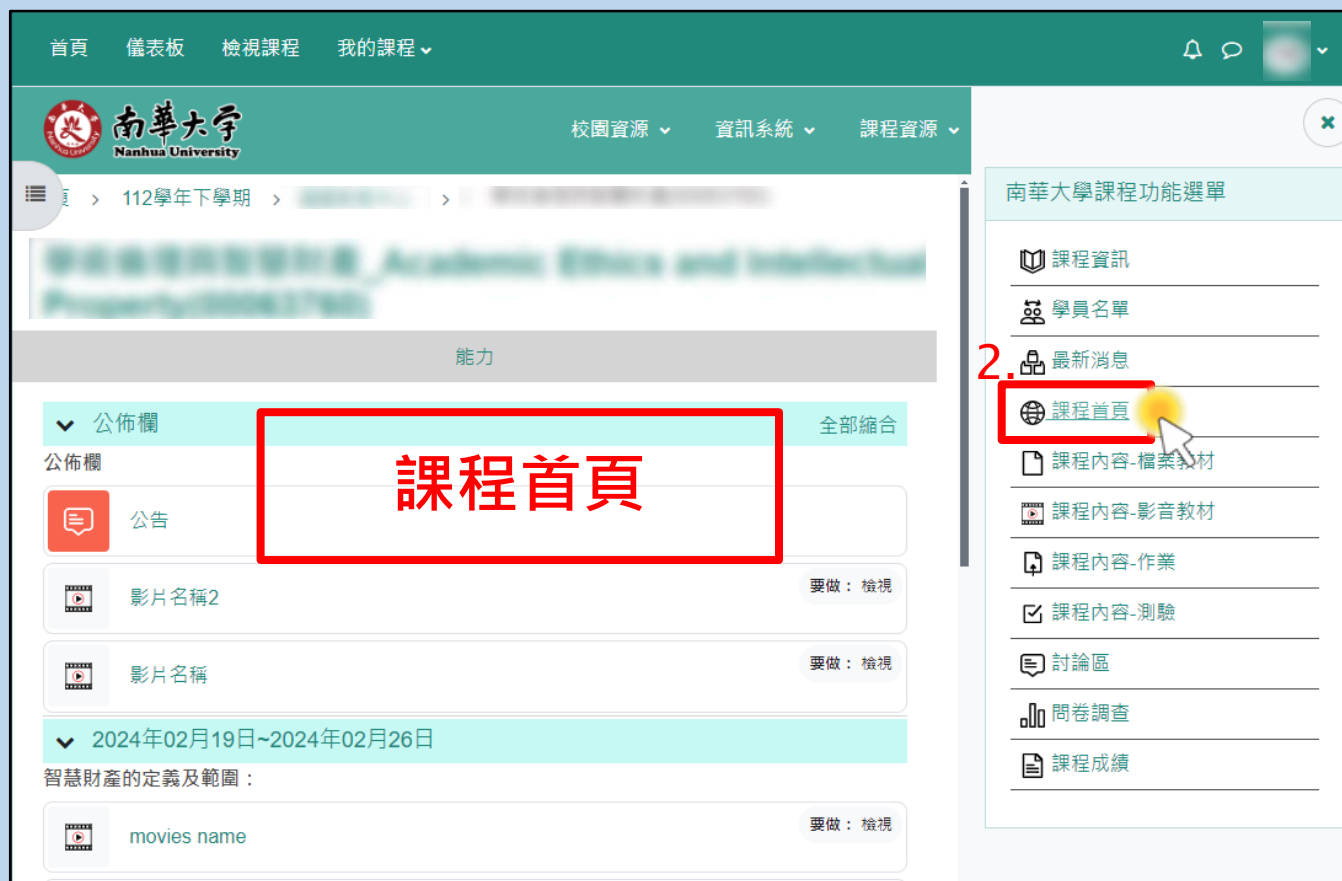 首頁 儀表板 檢視課程 我的課程
南華大学
Nanhua University
校園資源 資訊系統 課程資源
頁 > 112學年下學期 > >
Academic Ethics and Intellectual
Property(00063760)
能力
公佈欄 全部縮合
公佈欄
課程首頁
公告
影片名稱2 要做： 檢視
影片名稱 要做： 檢視
2024年02月19日~2024年02月26日
智慧財產的定義及範圍：
movies name 要做： 檢視
南華大學課程功能選單
課程資訊
學員名單
2. 最新消息
課程首頁
課程內容-檔案教材
課程內容-影音教材
課程內容-作業
課程內容-測驗
討論區
問卷調查
課程成績